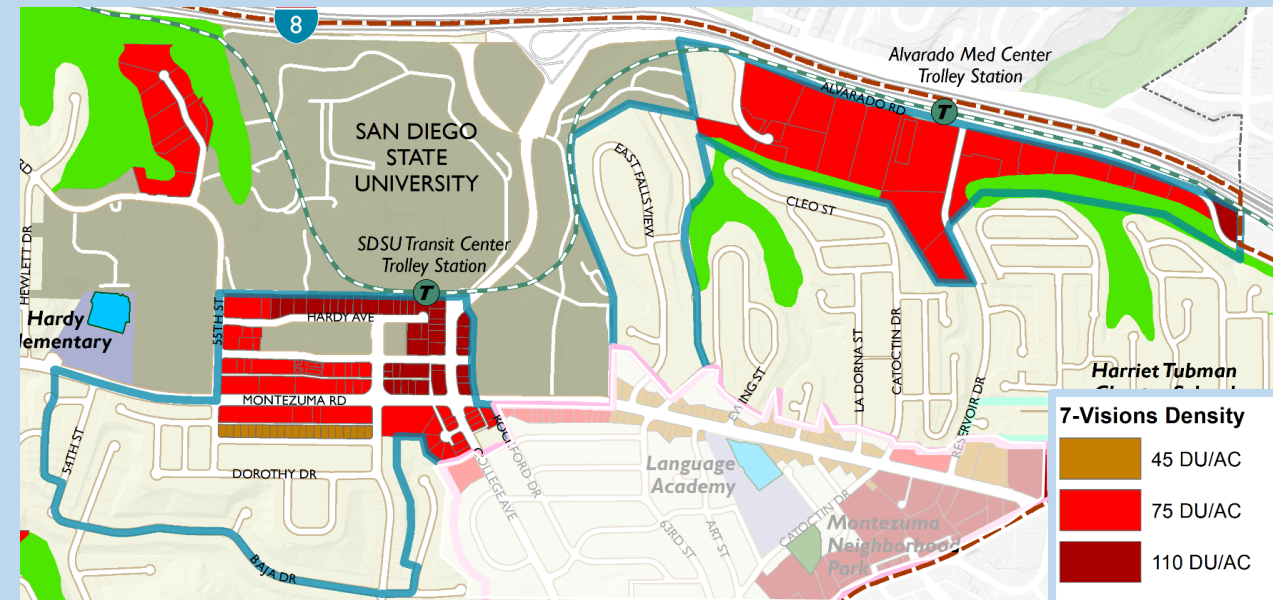 8
Alvarado Med Center
Trolley Station
T
ALVARADO RD
SAN DIEGO
STATE
UNIVERSITY
EAST FALLS VIEW
CLEO ST
HEWLETT DR
SDSU Transit Center
Trolley Station
T
55TH ST
HARDY AVE
Hardy
lementary
LA DORNA ST
CATOCTIN DR
Harriet Tubman
MONTEZUMA RD
EWING ST
RESERVOIR DR
ROCKFORD DR
COLLEGE AVE
54TH ST
DOROTHY DR
Language
Academy
63RD ST
ART ST
CATOCTIN DR
Montezuma
Neighborhood
Park
BAJA DR
7-Visions Density
45 DU/AC
75 DU/AC
110 DU/AC